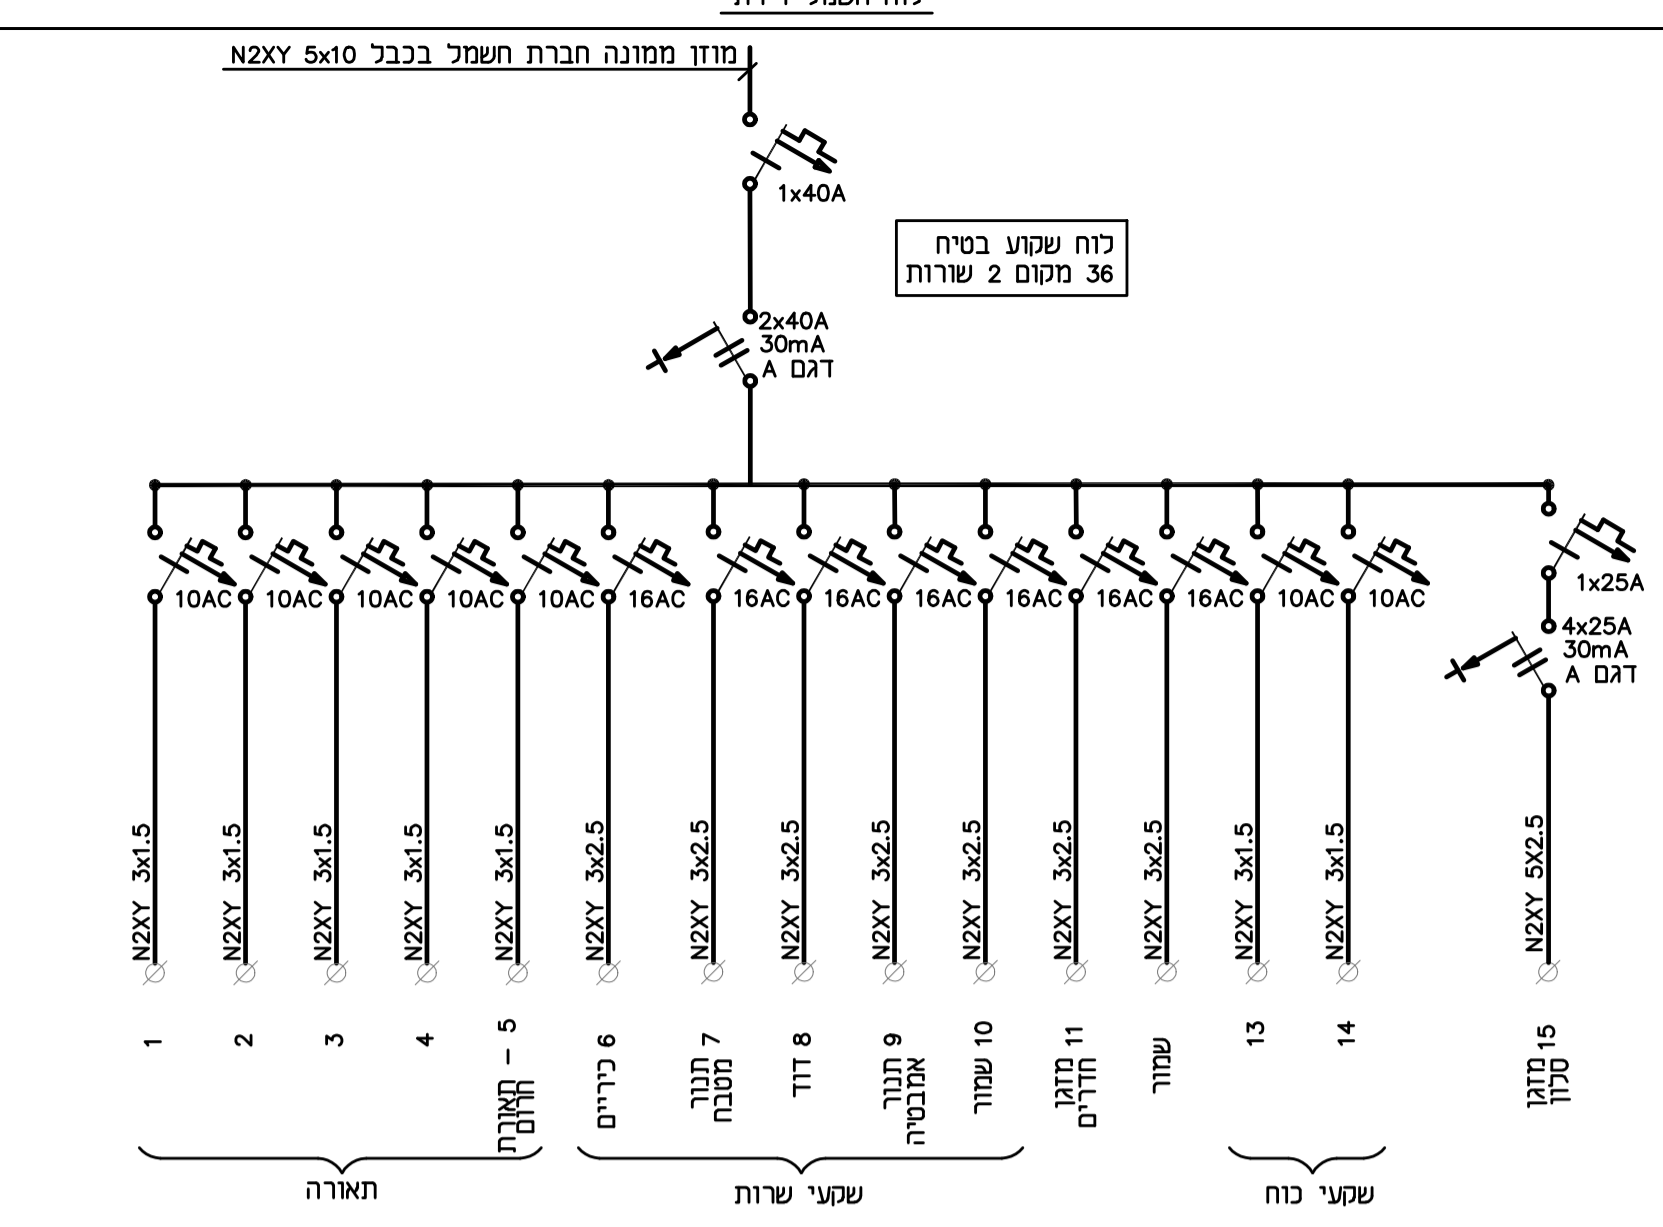 מוזן ממונה חברת חשמל בכבל N2XY 5x10
1x40A
לוח שקוע בטיח
36 מקום 2 שורות
2x40A
30mA
דגם A
10AC
10AC
10AC
10AC
10AC
16AC
16AC
16AC
16AC
16AC
16AC
16AC
10AC
10AC
1x25A
4x25A
30mA
דגם A
N2XY 3x1.5
N2XY 3x1.5
N2XY 3x1.5
N2XY 3x1.5
N2XY 3x1.5
N2XY 3x2.5
N2XY 3x2.5
N2XY 3x2.5
N2XY 3x2.5
N2XY 3x2.5
N2XY 3x2.5
N2XY 3x2.5
N2XY 3x1.5
N2XY 3x1.5
N2XY 5X2.5
1
2
3
4
5 – תאורת
חרום
6 כיריים
7 תנור
מטבח
8 דוד
9 תנור
אמבטיה
10 שמור
11 מזגן
חדרים
שמור
13
14
15 מזגן
סלון
תאורה
שקעי שרות
שקעי כוח